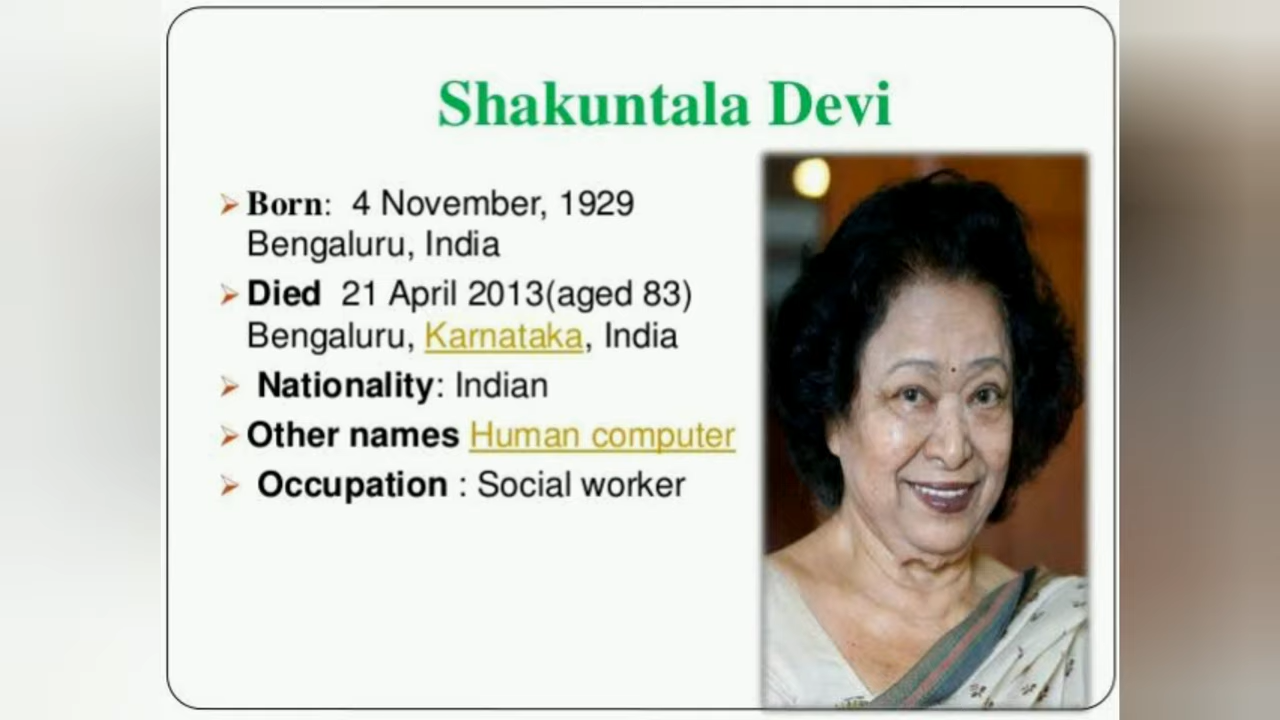 Shakuntala Devi
Born: 4 November, 1929
Bengaluru, India
Died 21 April 2013(aged 83)
Bengaluru, Karnataka, India
Nationality: Indian
Other names Human computer
Occupation : Social worker